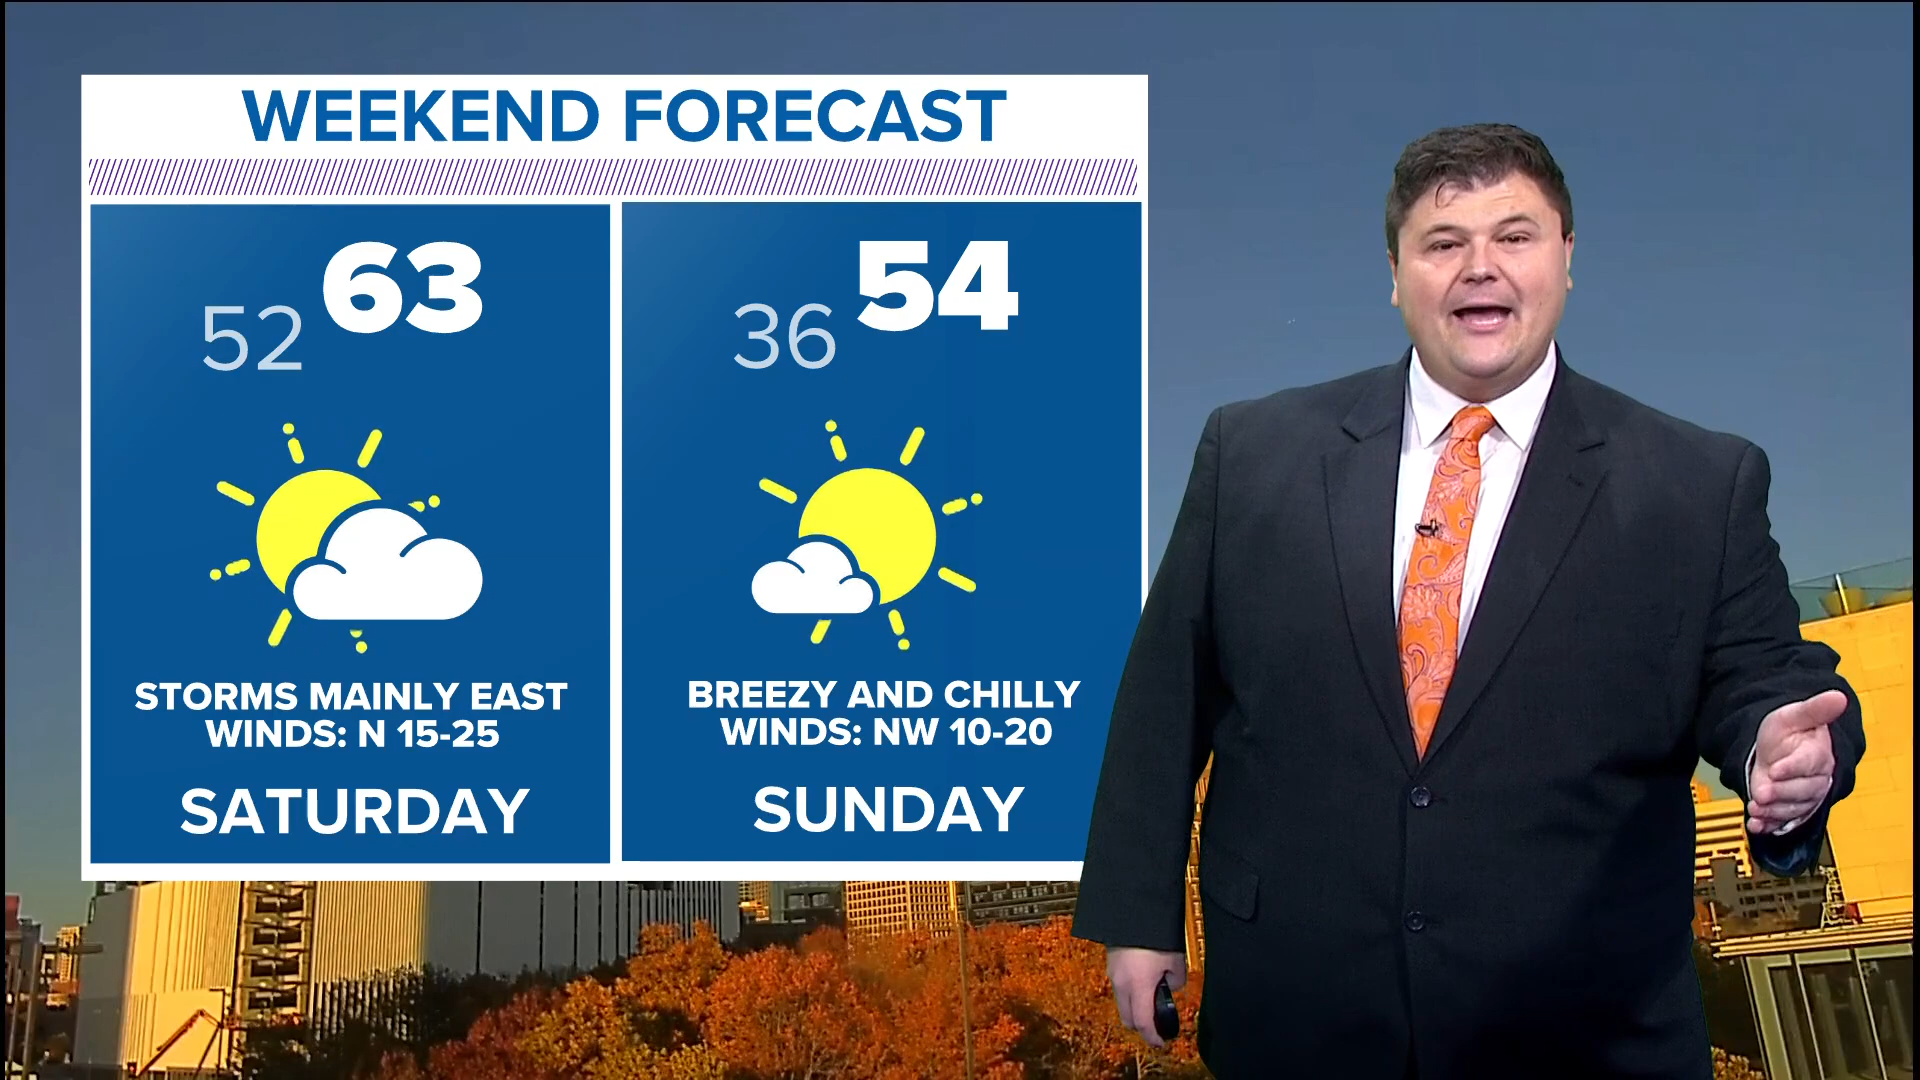 WEEKEND FORECAST
52 63
STORMS MAINLY EAST
WINDS: N 15-25
SATURDAY
36 54
BREEZY AND CHILLY
WINDS: NW 10-20
SUNDAY